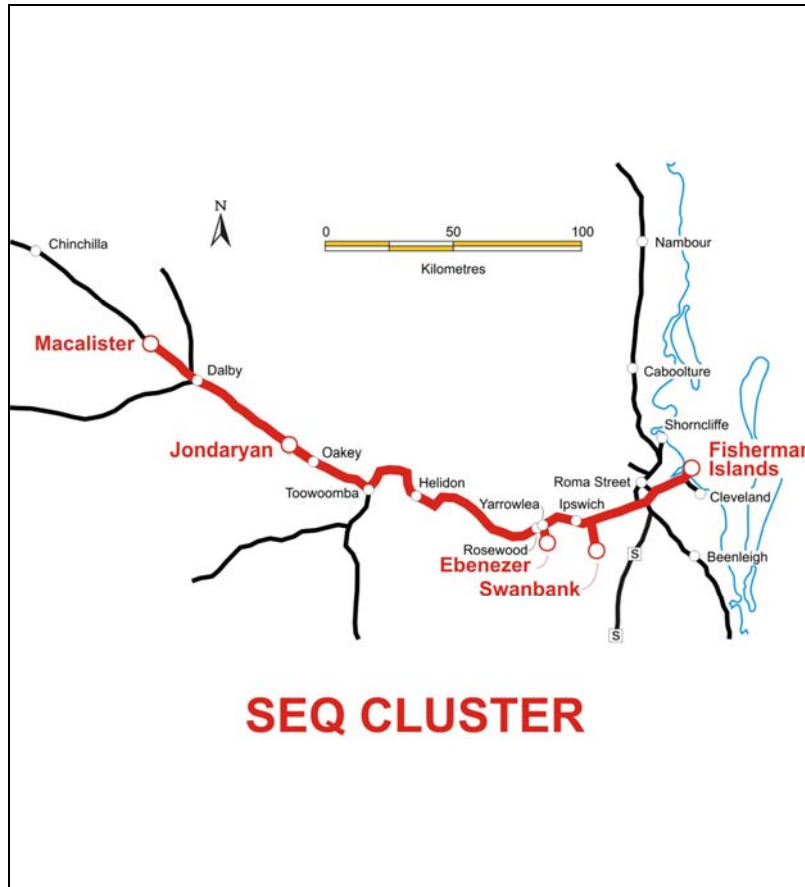 N
0 50 100
Kilometres
Chinchilla
Nambour
Macalister
Dalby
Caboolture
Shorncliffe
Jondaryan
Oakey
Fisherman
Islands
Toowoomba
Helidon
Roma Street
Cleveland
Yarrowlea
Ipswich
Rosewood
Ebenezer
Beenleigh
S
Swanbank
S
SEQ CLUSTER